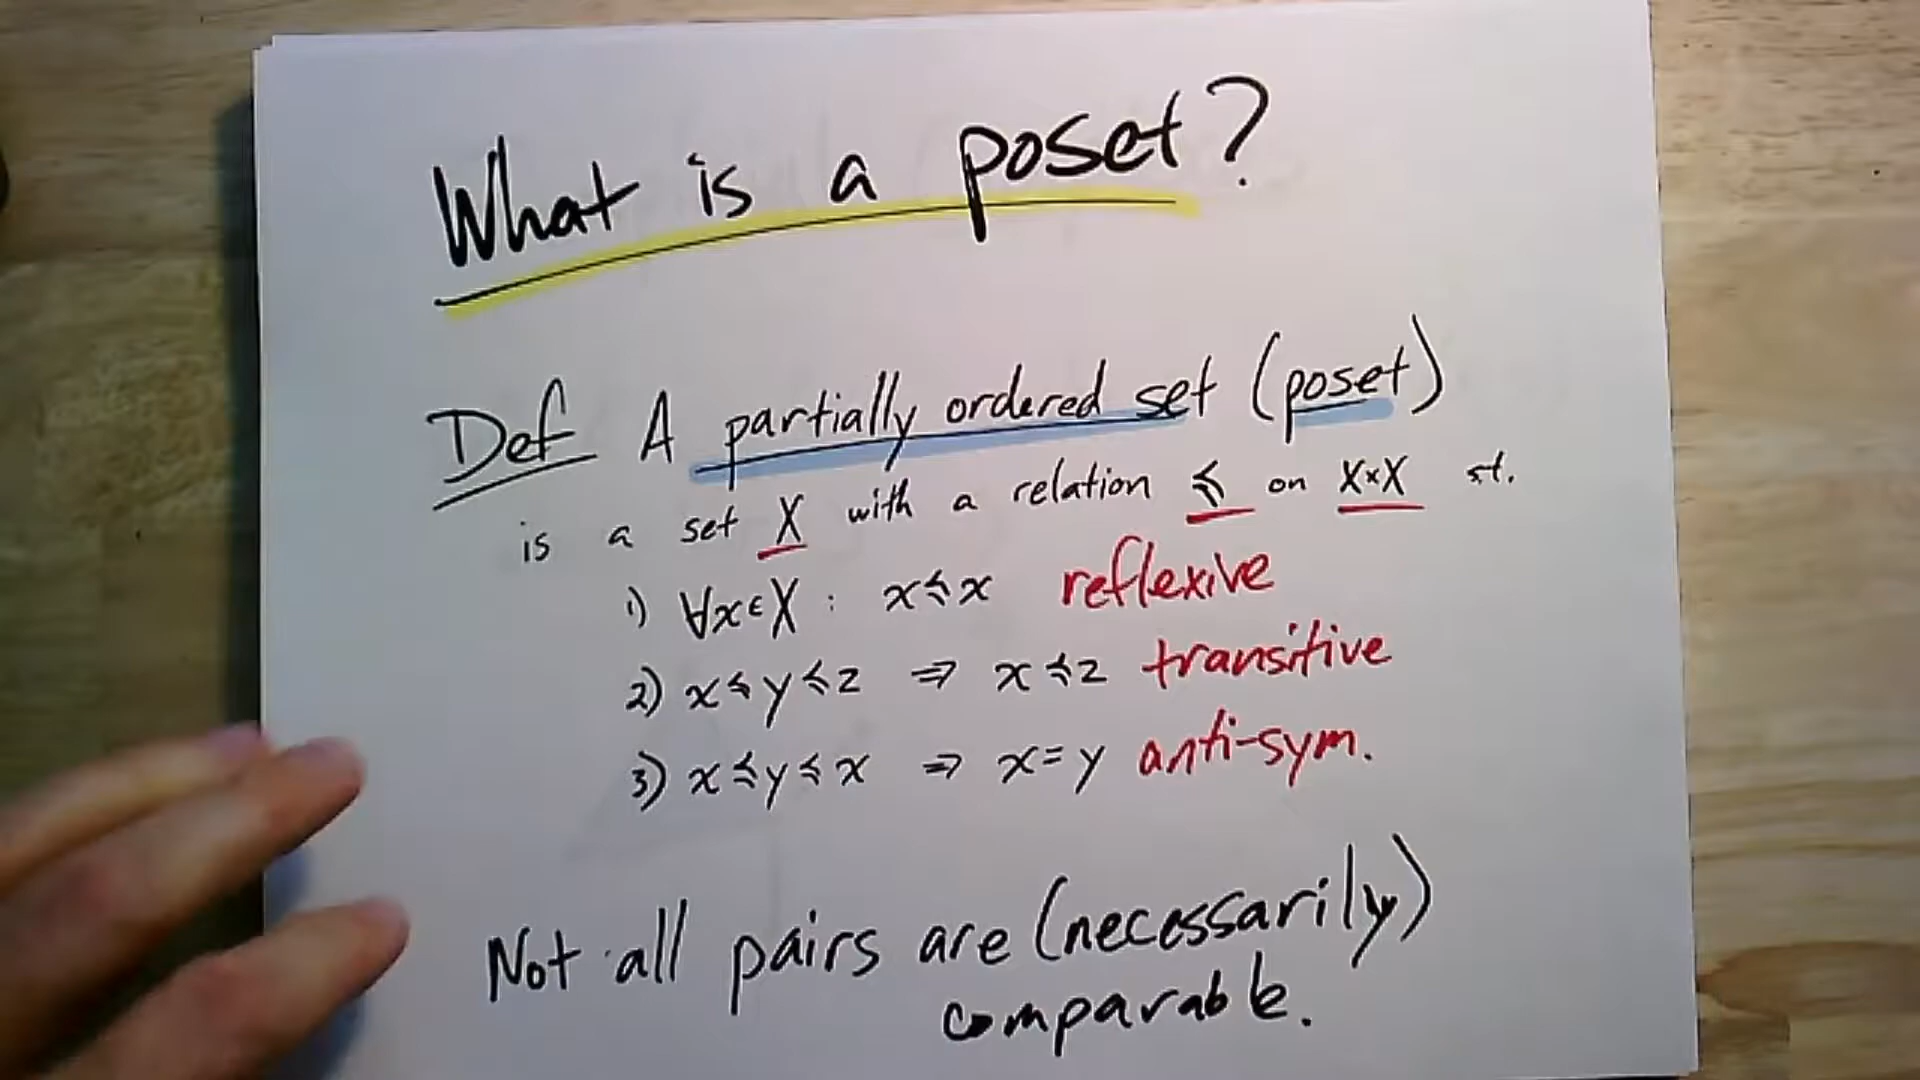 What is a poset?
Def A partially ordered set (poset)
is a set X with a relation ≼ on X×X st.
1) ∀x∈X : x≼x reflexive
2) x≼y≼z ⇒ x≼z transitive
3) x≼y≼x ⇒ x=y anti-sym.
Not all pairs are (necessarily)
comparable.